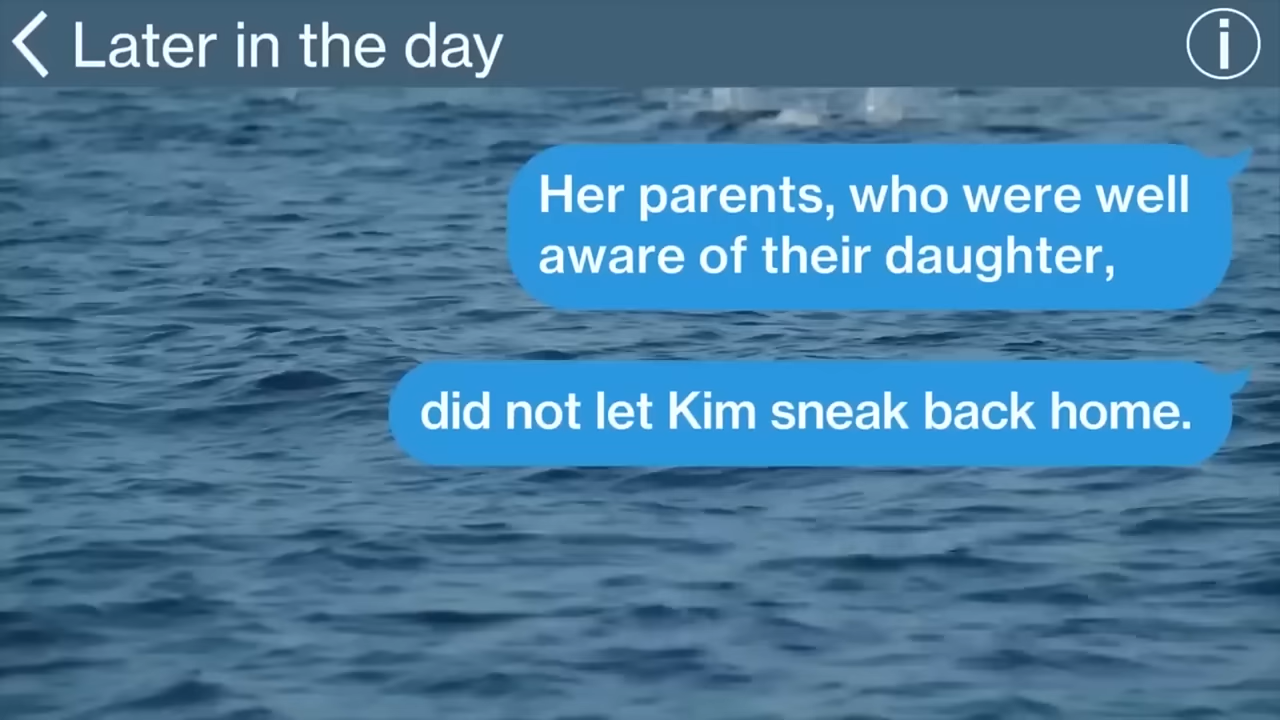 Later in the day
Her parents, who were well
aware of their daughter,
did not let Kim sneak back home.